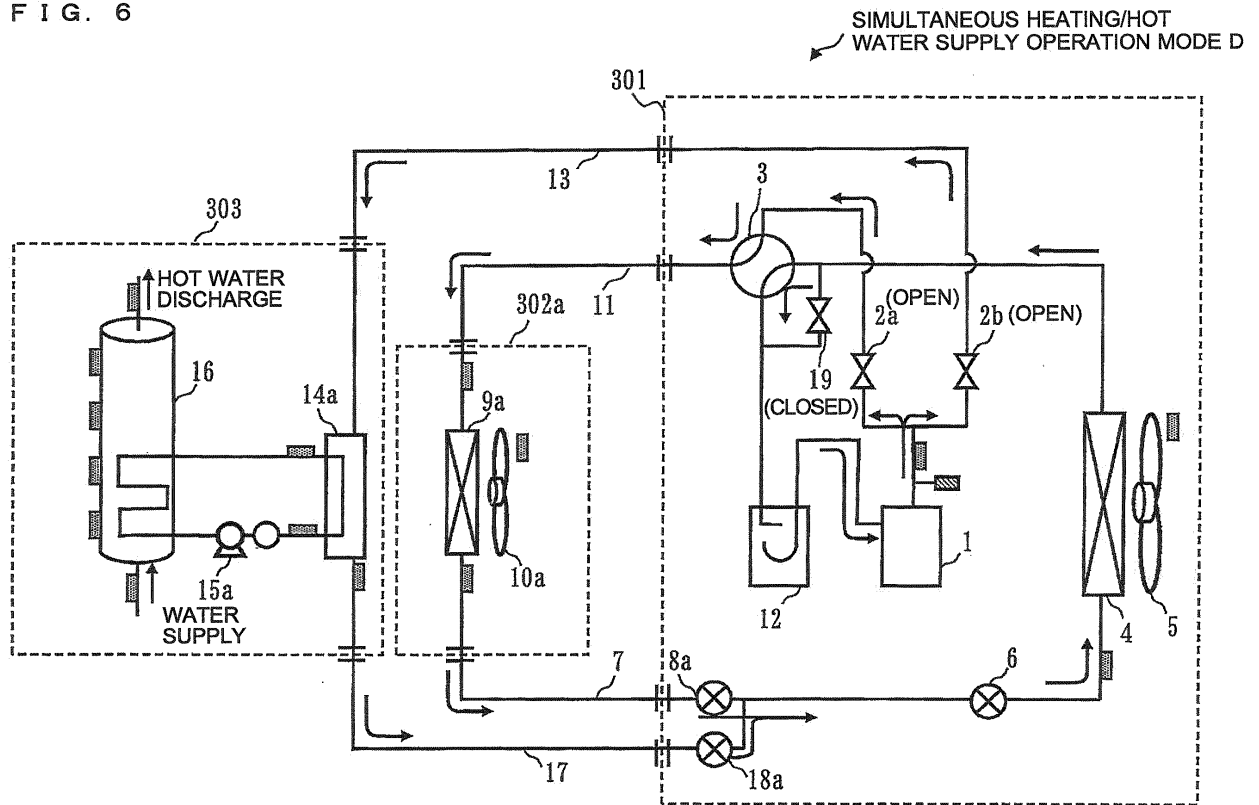 F I G. 6
SIMULTANEOUS HEATING/HOT
WATER SUPPLY OPERATION MODE D
301
13
3
303
HOT WATER
DISCHARGE
11
302a
(OPEN)
2a
2b (OPEN)
16
19
(CLOSED)
14a
9a
15a
10a
12
1
4
5
WATER
SUPPLY
7
8a
6
17
18a